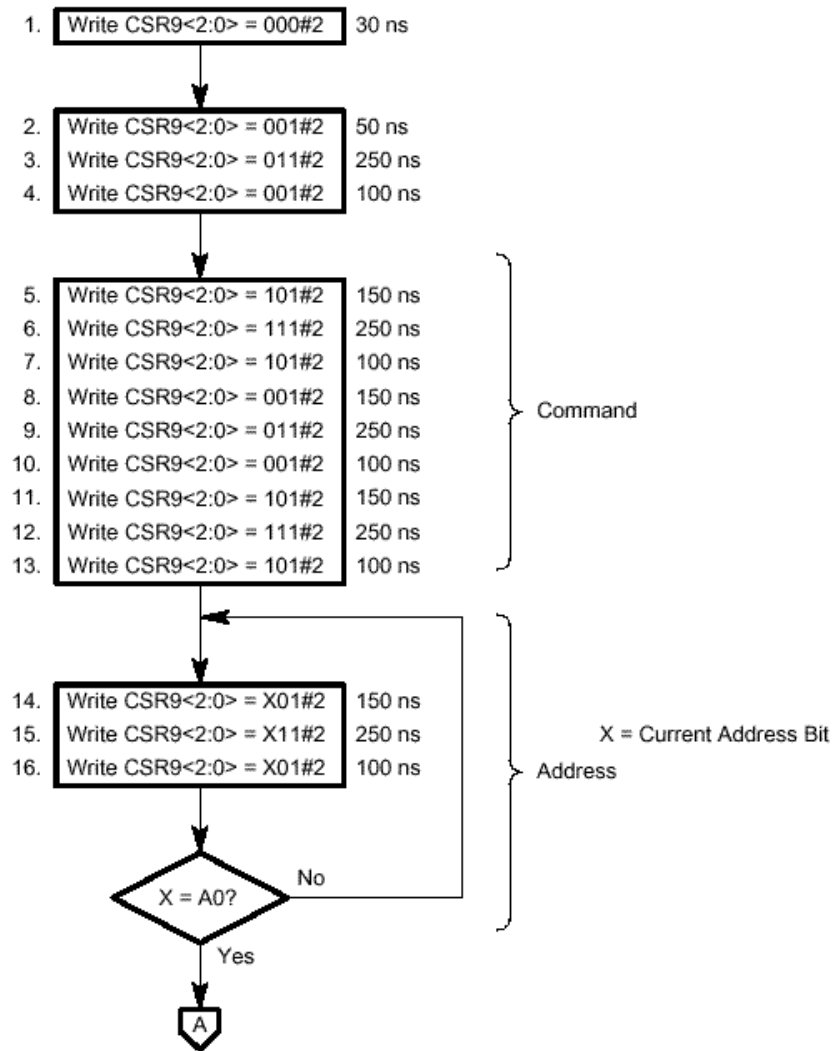 1. Write CSR9<2:0> = 000#2 30 ns
2. Write CSR9<2:0> = 001#2 50 ns
3. Write CSR9<2:0> = 011#2 250 ns
4. Write CSR9<2:0> = 001#2 100 ns
5. Write CSR9<2:0> = 101#2 150 ns
6. Write CSR9<2:0> = 111#2 250 ns
7. Write CSR9<2:0> = 101#2 100 ns
8. Write CSR9<2:0> = 001#2 150 ns
9. Write CSR9<2:0> = 011#2 250 ns
10. Write CSR9<2:0> = 001#2 100 ns
11. Write CSR9<2:0> = 101#2 150 ns
12. Write CSR9<2:0> = 111#2 250 ns
13. Write CSR9<2:0> = 101#2 100 ns
Command
14. Write CSR9<2:0> = X01#2 150 ns
15. Write CSR9<2:0> = X11#2 250 ns
16. Write CSR9<2:0> = X01#2 100 ns
X = Current Address Bit
Address
X = A0?
No
Yes
A